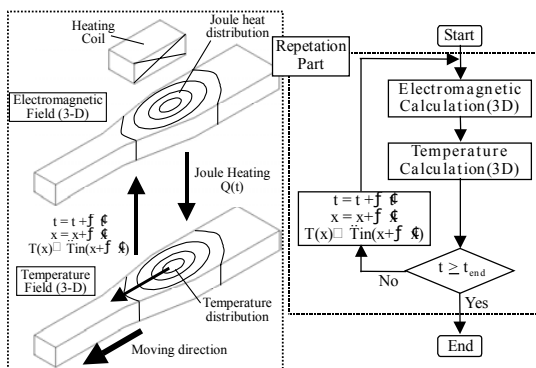 Heating
Coil
Joule heat
distribution
Electromagnetic
Field (3-D)
Joule Heating
Q(t)
t = t +
x = x+
T(x) Tin(x+
Temperature
Field (3-D)
Temperature
distribution
Moving direction
Repetation
Part
Start
Electromagnetic
Calculation(3D)
Temperature
Calculation(3D)
t = t +
x = x+
T(x) Tin(x+
t ≥ tend
No
Yes
End